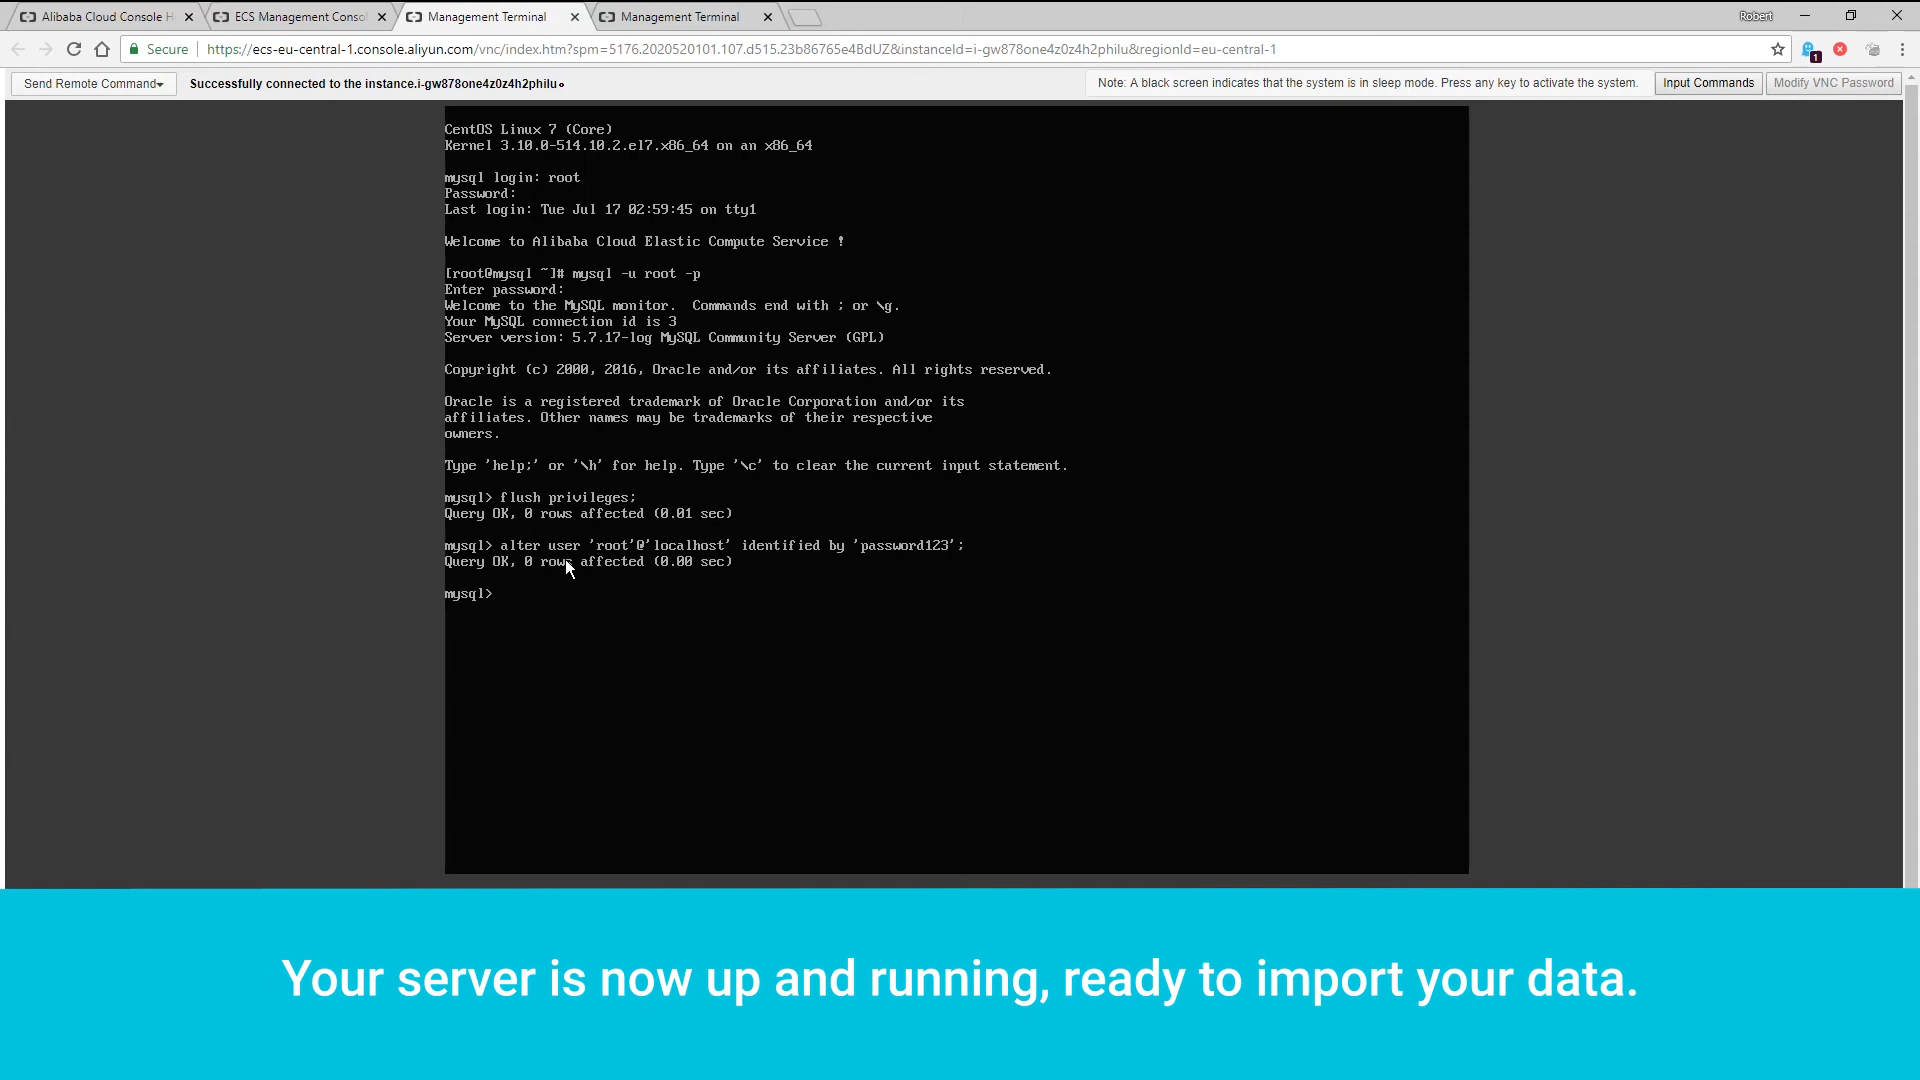 Alibaba Cloud Console H
ECS Management Conso
Management Terminal
Management Terminal
Robert
Secure
https://ecs-eu-central-1.console.aliyun.com/vnc/index.htm?spm=5176.2020520101.107.d515.23b86765e4BdUZ&instanceId=i-gw878one4z0z4h2philu&regionId=eu-central-1
1
Send Remote Command
Successfully connected to the instance.i-gw878one4z0z4h2philu。
Note: A black screen indicates that the system is in sleep mode. Press any key to activate the system.
Input Commands
Modify VNC Password
CentOS Linux 7 (Core)
Kernel 3.10.0-514.10.2.el7.x86_64 on an x86_64
mysql login: root
Password:
Last login: Tue Jul 17 02:59:45 on tty1
Welcome to Alibaba Cloud Elastic Compute Service !
[root@mysql ~]# mysql -u root -p
Enter password:
Welcome to the MySQL monitor.  Commands end with ; or \g.
Your MySQL connection id is 3
Server version: 5.7.17-log MySQL Community Server (GPL)
Copyright (c) 2000, 2016, Oracle and/or its affiliates. All rights reserved.
Oracle is a registered trademark of Oracle Corporation and/or its
affiliates. Other names may be trademarks of their respective
owners.
Type 'help;' or '\h' for help. Type '\c' to clear the current input statement.
mysql> flush privileges;
Query OK, 0 rows affected (0.01 sec)
mysql> alter user 'root'@'localhost' identified by 'password123';
Query OK, 0 rows affected (0.00 sec)
mysql>
Your server is now up and running, ready to import your data.